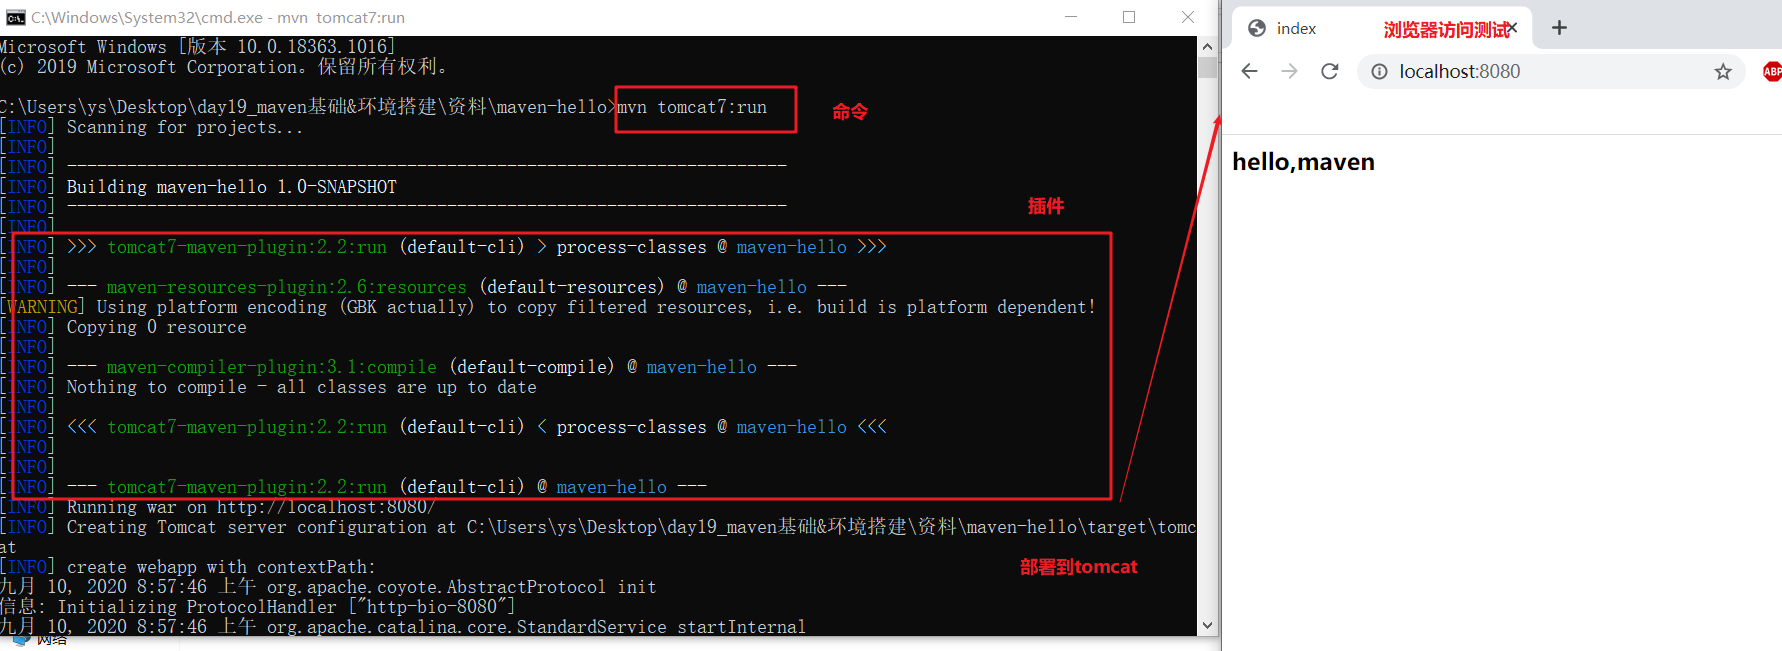 C:\Windows\System32\cmd.exe - mvn  tomcat7:run
Microsoft Windows [版本 10.0.18363.1016]
(c) 2019 Microsoft Corporation。保留所有权利。
C:\Users\ys\Desktop\day19_maven基础&环境搭建\资料\maven-hello>mvn tomcat7:run
命令
[INFO] Scanning for projects...
[INFO]
[INFO] ------------------------------------------------------------------------
[INFO] Building maven-hello 1.0-SNAPSHOT
[INFO] ------------------------------------------------------------------------
插件
[INFO]
[INFO] >>> tomcat7-maven-plugin:2.2:run (default-cli) > process-classes @ maven-hello >>>
[INFO]
[INFO] --- maven-resources-plugin:2.6:resources (default-resources) @ maven-hello ---
[WARNING] Using platform encoding (GBK actually) to copy filtered resources, i.e. build is platform dependent!
[INFO] Copying 0 resource
[INFO]
[INFO] --- maven-compiler-plugin:3.1:compile (default-compile) @ maven-hello ---
[INFO] Nothing to compile - all classes are up to date
[INFO]
[INFO] <<< tomcat7-maven-plugin:2.2:run (default-cli) < process-classes @ maven-hello <<<
[INFO]
[INFO]
[INFO] --- tomcat7-maven-plugin:2.2:run (default-cli) @ maven-hello ---
[INFO] Running war on http://localhost:8080/
[INFO] Creating Tomcat server configuration at C:\Users\ys\Desktop\day19_maven基础&环境搭建\资料\maven-hello\target\tomc
at
[INFO] create webapp with contextPath:
部署到tomcat
九月 10, 2020 8:57:46 上午 org.apache.coyote.AbstractProtocol init
信息: Initializing ProtocolHandler ["http-bio-8080"]
九月 10, 2020 8:57:46 上午 org.apache.catalina.core.StandardService startInternal
网络
index
浏览器访问测试
localhost:8080
ABP
hello,maven